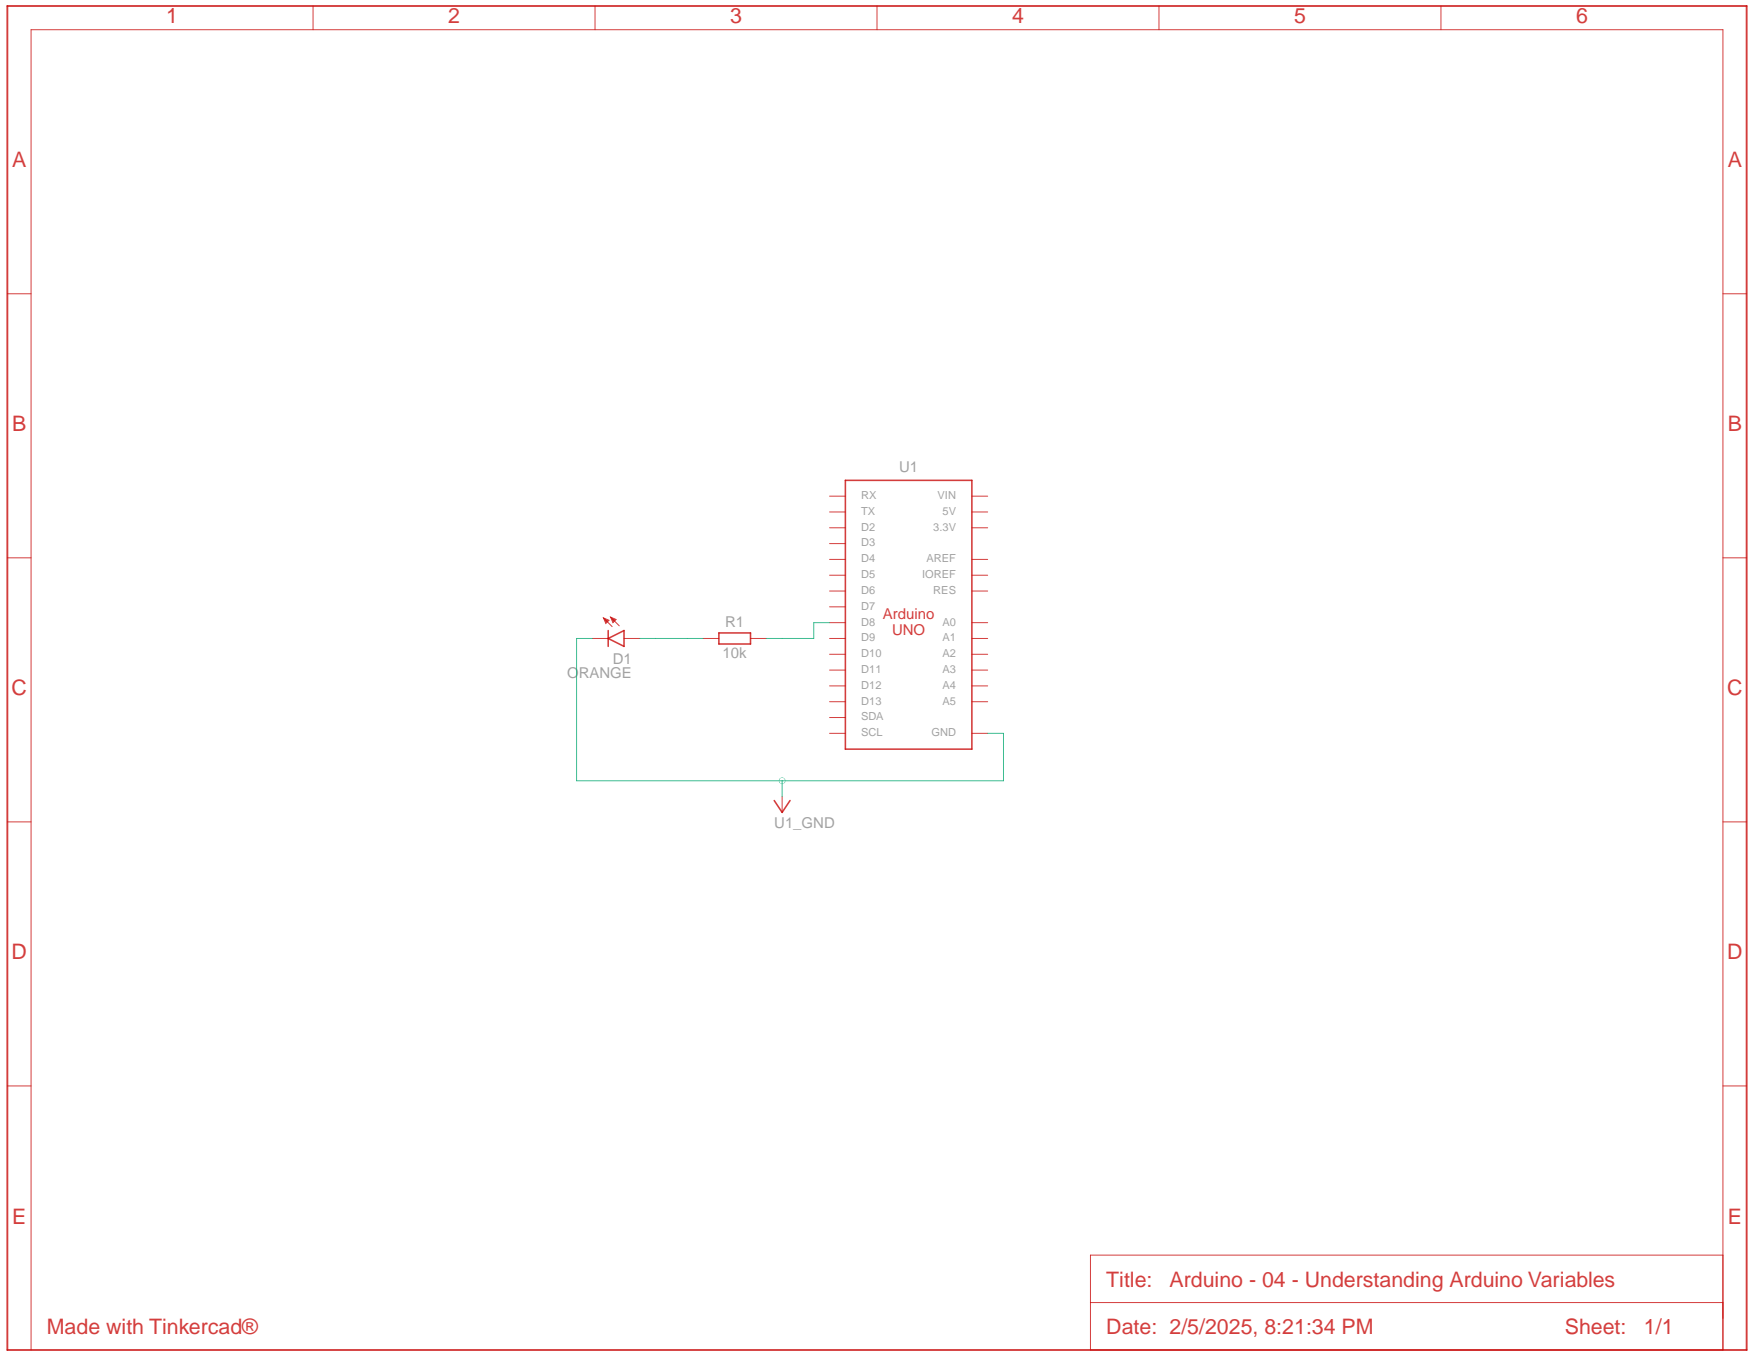 1 2 3 4 5 6
A A
B B
U1
RX VIN
TX 5V
D2 3.3V
D3
D4 AREF
D5 IOREF
D6 RES
D7
Arduino
UNO
D8 A0
D9 A1
D10 A2
D11 A3
D12 A4
D13 A5
SDA
SCL GND
R1
10k
D1
ORANGE
C C
U1_GND
D D
E E
Title: Arduino - 04 - Understanding Arduino Variables
Made with Tinkercad®
Date: 2/5/2025, 8:21:34 PM Sheet: 1/1